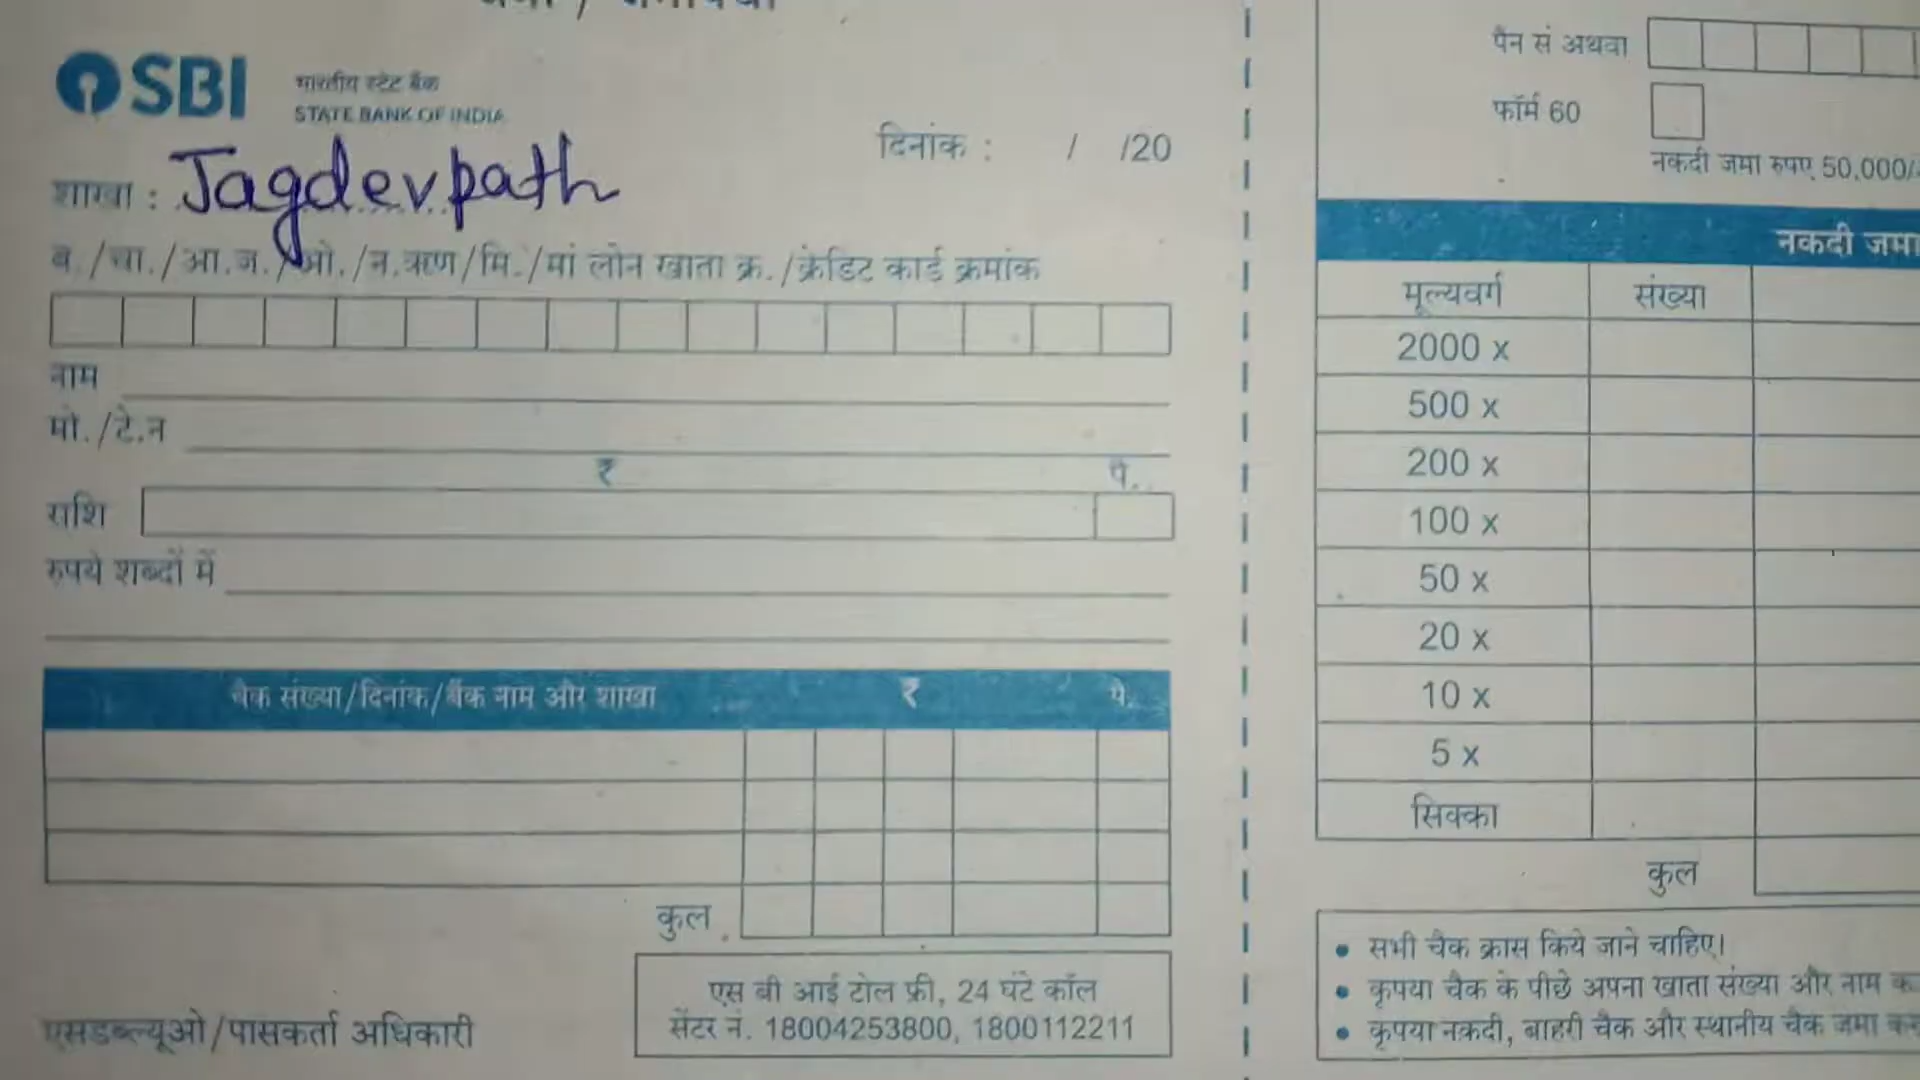 SBI
भारतीय स्टेट बैंक
STATE BANK OF INDIA
दिनांक : / /20
शाखा : Jagdevpath
ब./चा./आ.ज./ओ./न.ऋण/मि./मां लोन खाता क्र./क्रेडिट कार्ड क्रमांक
नाम
मो./टे.न
₹ पै.
राशि
रुपये शब्दों में
चैक संख्या/दिनांक/बैंक नाम और शाखा ₹ पै.
कुल
एस बी आई टोल फ्री, 24 घंटे कॉल
सेंटर नं. 18004253800, 1800112211
एसडब्ल्यूओ/पासकर्ता अधिकारी
पैन सं अथवा
फॉर्म 60
नकदी जमा रुपए 50,000/-
नकदी जमा
मूल्यवर्ग संख्या
2000 x
500 x
200 x
100 x
50 x
20 x
10 x
5 x
सिक्का
कुल
• सभी चैक क्रास किये जाने चाहिए।
• कृपया चैक के पीछे अपना खाता संख्या और नाम
• कृपया नकदी, बाहरी चैक और स्थानीय चैक जमा